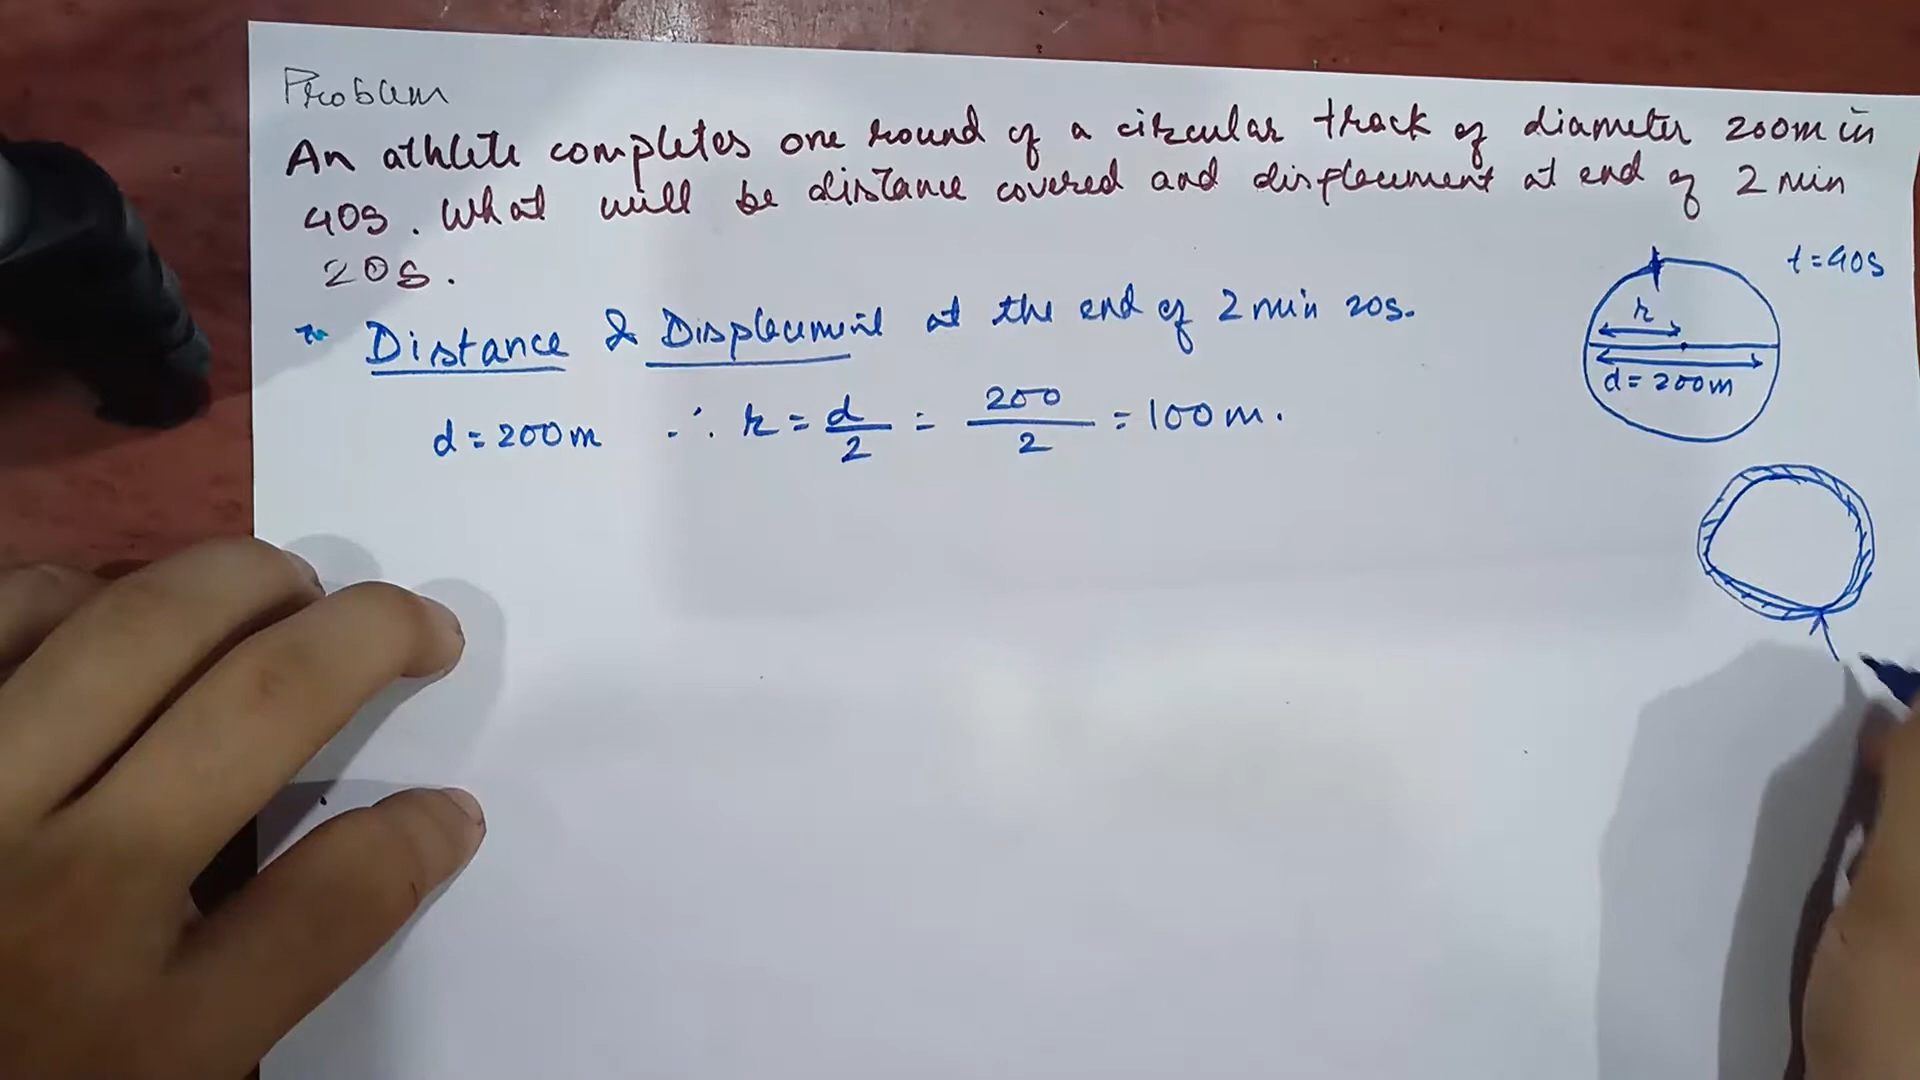 Problem
An athlete completes one round of a circular track of diameter 200m in
40s. What will be distance covered and displacement at end of 2 min
20s.
Distance & Displacement at the end of 2 min 20s.
d = 200m ∴ r = d/2 = 200/2 = 100m.
t = 40s
r
d = 200m